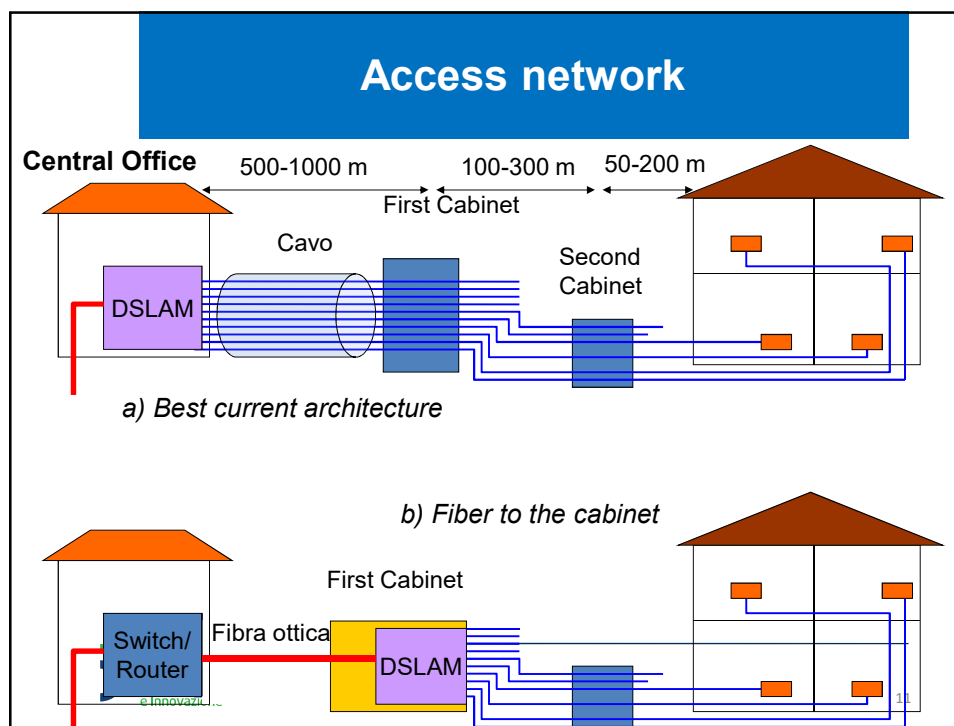 Access network
Central Office
500-1000 m
100-300 m
50-200 m
First Cabinet
Cavo
Second
Cabinet
DSLAM
a) Best current architecture
b) Fiber to the cabinet
First Cabinet
Switch/
Router
Fibra ottica
DSLAM
e Innovazione
11